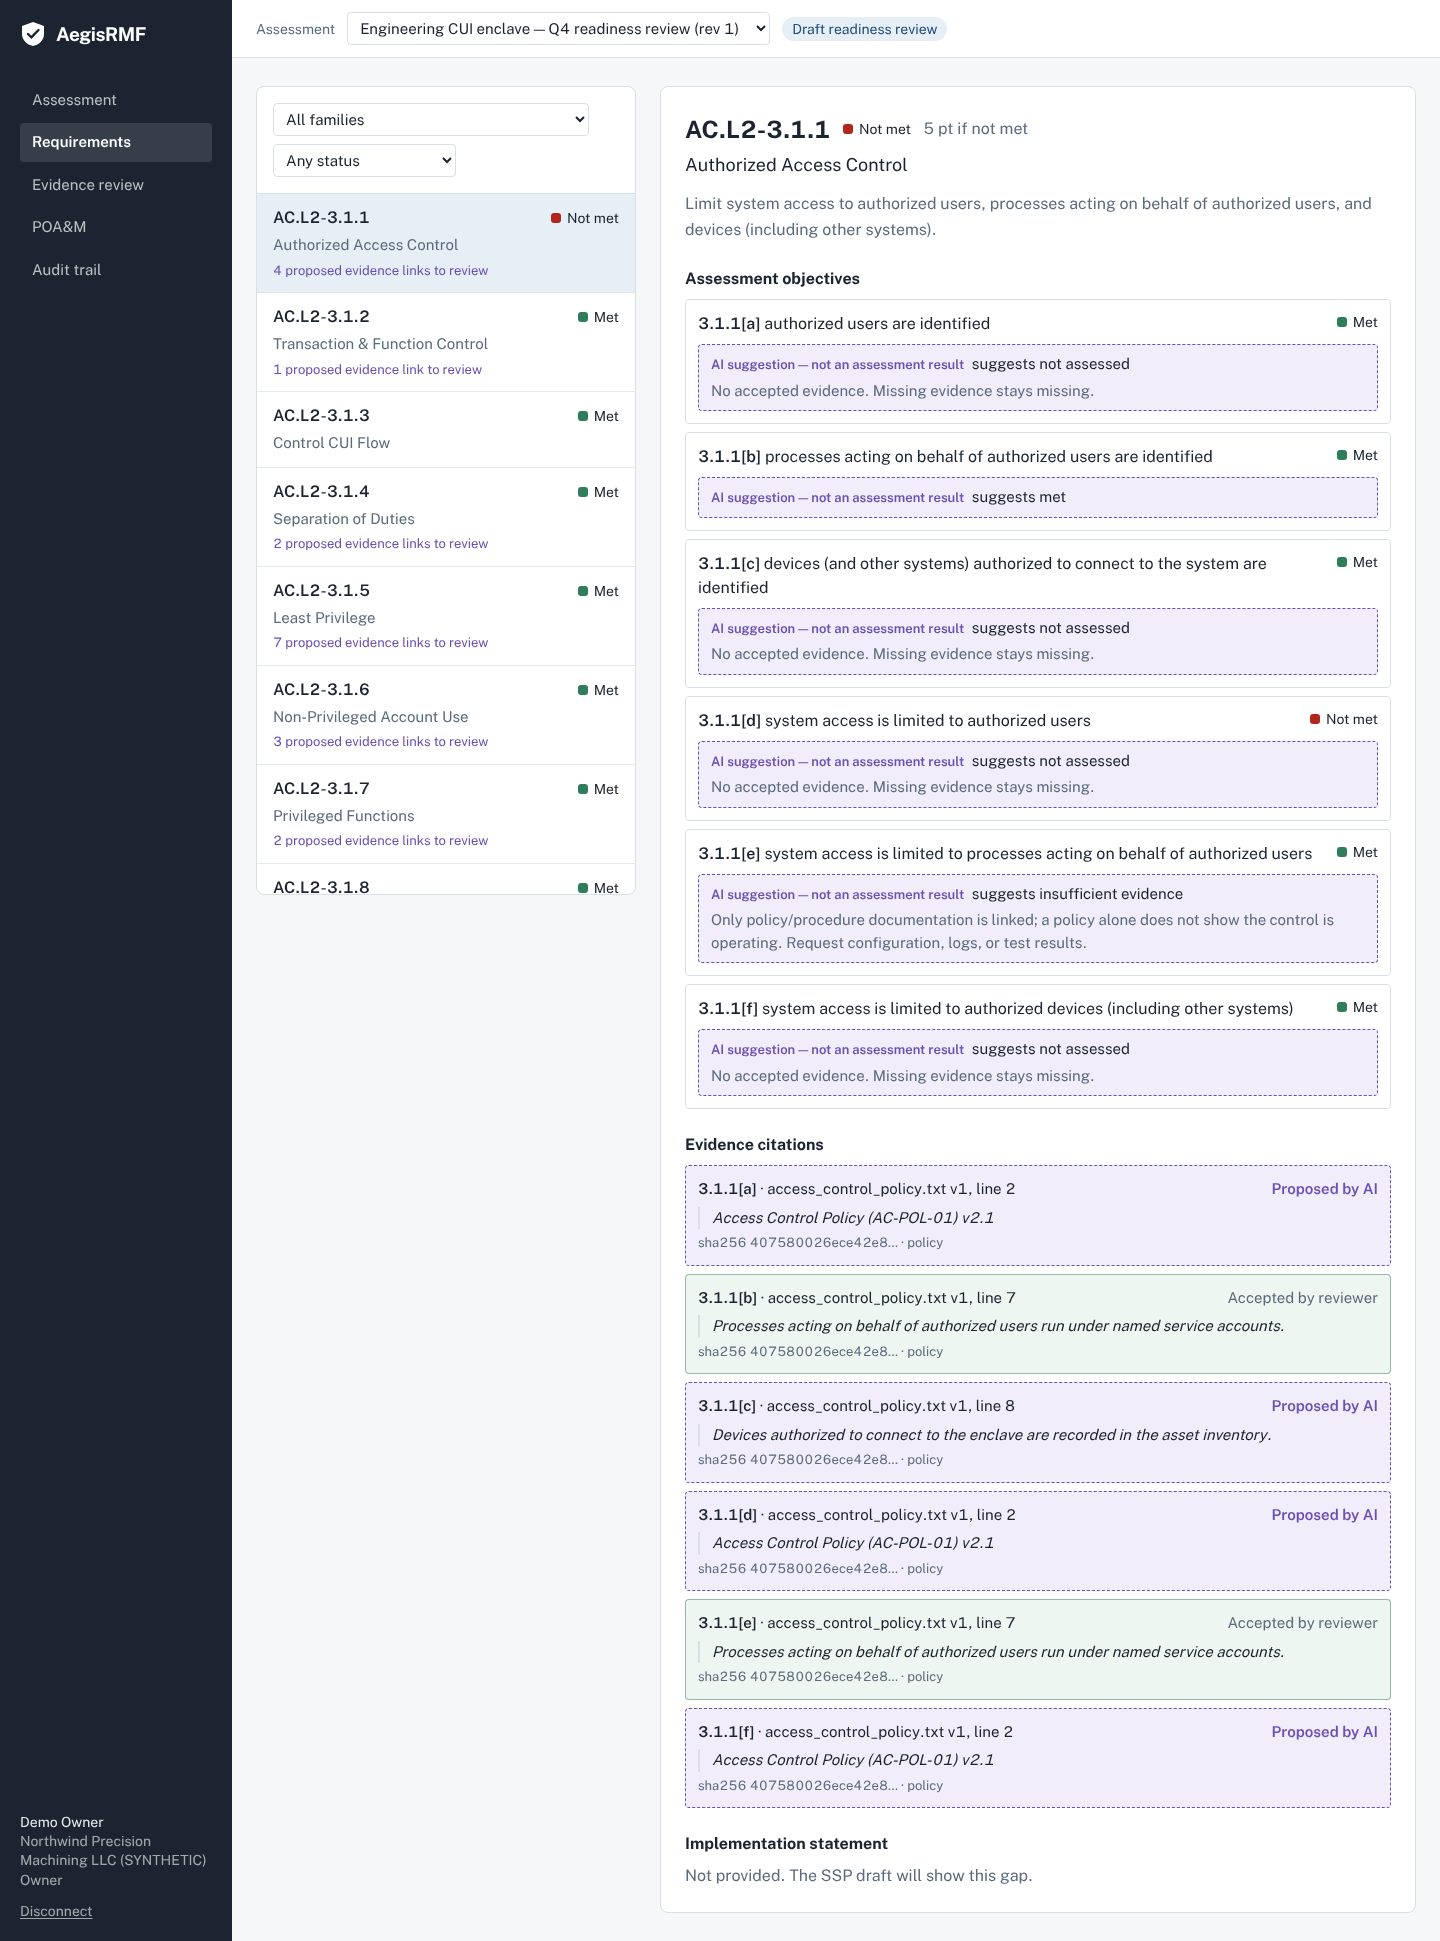 AegisRMF
Assessment
Requirements
Evidence review
POA&M
Audit trail
Demo Owner
Northwind Precision
Machining LLC (SYNTHETIC)
Owner
Disconnect
Assessment
Engineering CUI enclave — Q4 readiness review (rev 1)
Draft readiness review
All families
Any status
AC.L2-3.1.1
Not met
Authorized Access Control
4 proposed evidence links to review
AC.L2-3.1.2
Met
Transaction & Function Control
1 proposed evidence link to review
AC.L2-3.1.3
Met
Control CUI Flow
AC.L2-3.1.4
Met
Separation of Duties
2 proposed evidence links to review
AC.L2-3.1.5
Met
Least Privilege
7 proposed evidence links to review
AC.L2-3.1.6
Met
Non-Privileged Account Use
3 proposed evidence links to review
AC.L2-3.1.7
Met
Privileged Functions
2 proposed evidence links to review
AC.L2-3.1.8
Met
AC.L2-3.1.1 Not met 5 pt if not met
Authorized Access Control
Limit system access to authorized users, processes acting on behalf of authorized users, and
devices (including other systems).
Assessment objectives
3.1.1[a] authorized users are identified
Met
AI suggestion — not an assessment result suggests not assessed
No accepted evidence. Missing evidence stays missing.
3.1.1[b] processes acting on behalf of authorized users are identified
Met
AI suggestion — not an assessment result suggests met
3.1.1[c] devices (and other systems) authorized to connect to the system are
identified
Met
AI suggestion — not an assessment result suggests not assessed
No accepted evidence. Missing evidence stays missing.
3.1.1[d] system access is limited to authorized users
Not met
AI suggestion — not an assessment result suggests not assessed
No accepted evidence. Missing evidence stays missing.
3.1.1[e] system access is limited to processes acting on behalf of authorized users
Met
AI suggestion — not an assessment result suggests insufficient evidence
Only policy/procedure documentation is linked; a policy alone does not show the control is
operating. Request configuration, logs, or test results.
3.1.1[f] system access is limited to authorized devices (including other systems)
Met
AI suggestion — not an assessment result suggests not assessed
No accepted evidence. Missing evidence stays missing.
Evidence citations
3.1.1[a] · access_control_policy.txt v1, line 2
Proposed by AI
Access Control Policy (AC-POL-01) v2.1
sha256 407580026ece42e8… · policy
3.1.1[b] · access_control_policy.txt v1, line 7
Accepted by reviewer
Processes acting on behalf of authorized users run under named service accounts.
sha256 407580026ece42e8… · policy
3.1.1[c] · access_control_policy.txt v1, line 8
Proposed by AI
Devices authorized to connect to the enclave are recorded in the asset inventory.
sha256 407580026ece42e8… · policy
3.1.1[d] · access_control_policy.txt v1, line 2
Proposed by AI
Access Control Policy (AC-POL-01) v2.1
sha256 407580026ece42e8… · policy
3.1.1[e] · access_control_policy.txt v1, line 7
Accepted by reviewer
Processes acting on behalf of authorized users run under named service accounts.
sha256 407580026ece42e8… · policy
3.1.1[f] · access_control_policy.txt v1, line 2
Proposed by AI
Access Control Policy (AC-POL-01) v2.1
sha256 407580026ece42e8… · policy
Implementation statement
Not provided. The SSP draft will show this gap.